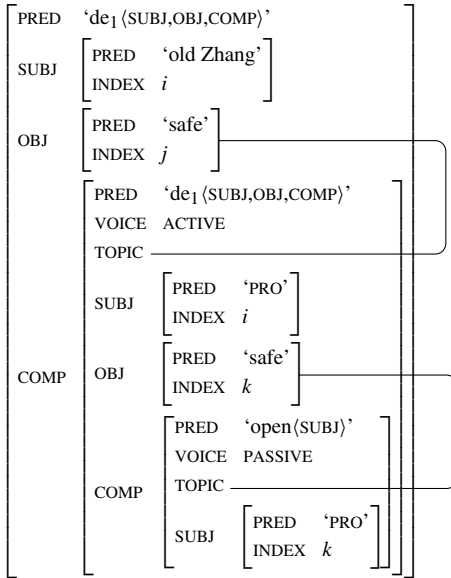 PRED ‘de1⟨SUBJ,OBJ,COMP⟩’
SUBJ
PRED ‘old Zhang’
INDEX i
OBJ
PRED ‘safe’
INDEX j
COMP
PRED ‘de1⟨SUBJ,OBJ,COMP⟩’
VOICE ACTIVE
TOPIC
SUBJ
PRED ‘PRO’
INDEX i
OBJ
PRED ‘safe’
INDEX k
COMP
PRED ‘open⟨SUBJ⟩’
VOICE PASSIVE
TOPIC
SUBJ
PRED ‘PRO’
INDEX k